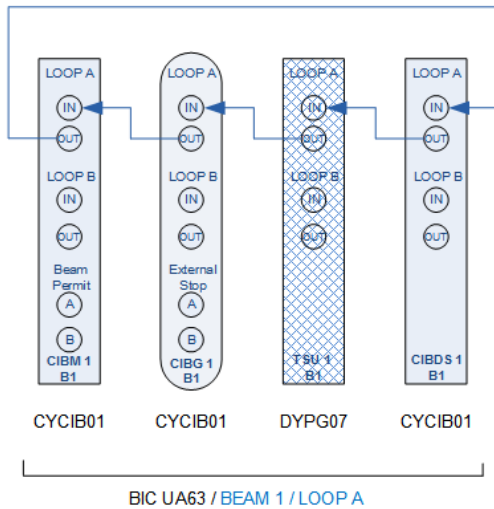 LOOP A
IN
OUT
LOOP B
IN
OUT
Beam
Permit
A
B
CIBM 1
B1
CYCIB01
LOOP A
IN
OUT
LOOP B
IN
OUT
External
Stop
A
B
CIBG 1
B1
CYCIB01
LOOP A
IN
OUT
LOOP B
IN
OUT
TSU 1
B1
DYPG07
LOOP A
IN
OUT
LOOP B
IN
OUT
CIBDS 1
B1
CYCIB01
BIC UA63 / BEAM 1 / LOOP A